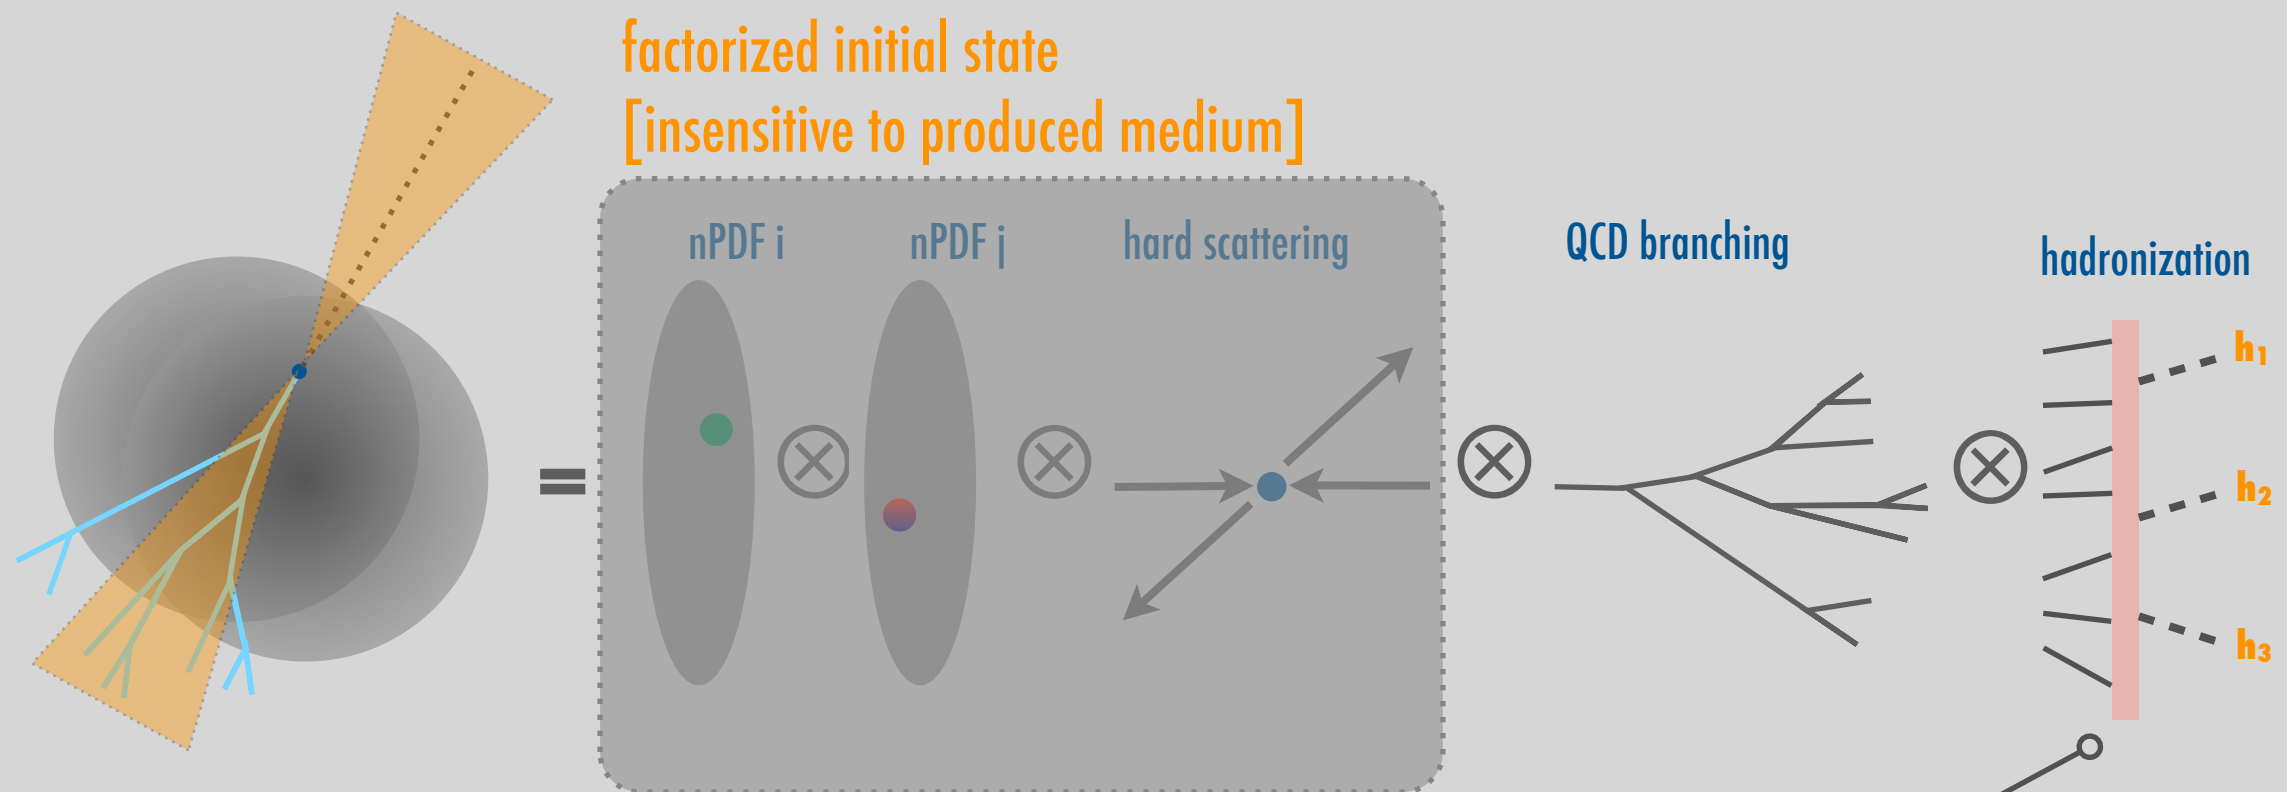 factorized initial state
[insensitive to produced medium]
nPDF i
nPDF j
hard scattering
QCD branching
hadronization
=
h1
h2
h3